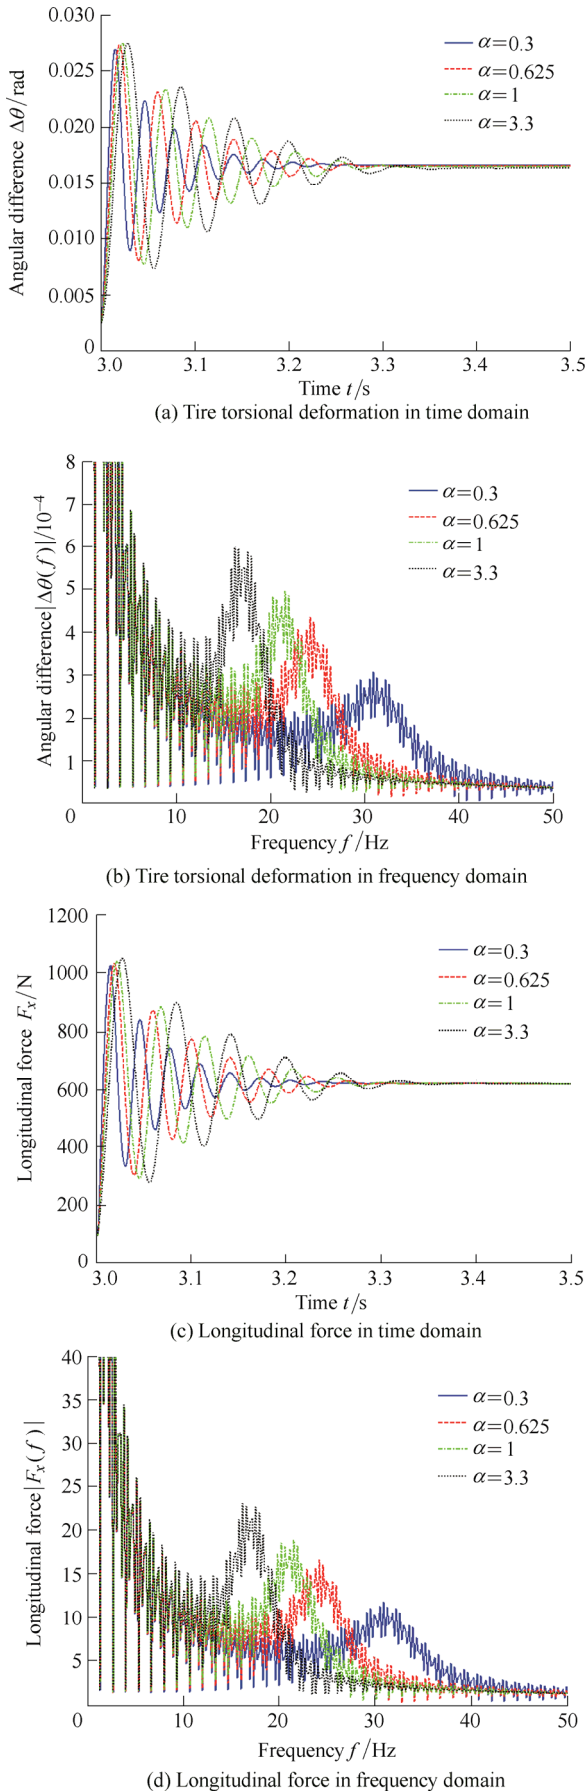 0.030
0.025
0.020
0.015
0.010
0.005
0
Angular difference Δθ/rad
α=0.3
α=0.625
α=1
α=3.3
3.0 3.1 3.2 3.3 3.4 3.5
Time t/s
(a) Tire torsional deformation in time domain
8
7
6
5
4
3
2
1
0
Angular difference|Δθ(f)|/10⁻⁴
α=0.3
α=0.625
α=1
α=3.3
10 20 30 40 50
Frequency f /Hz
(b) Tire torsional deformation in frequency domain
1200
1000
800
600
400
200
0
Longitudinal force Fₓ/N
α=0.3
α=0.625
α=1
α=3.3
3.0 3.1 3.2 3.3 3.4 3.5
Time t/s
(c) Longitudinal force in time domain
40
35
30
25
20
15
10
5
0
Longitudinal force|Fₓ(f)|
α=0.3
α=0.625
α=1
α=3.3
10 20 30 40 50
Frequency f /Hz
(d) Longitudinal force in frequency domain